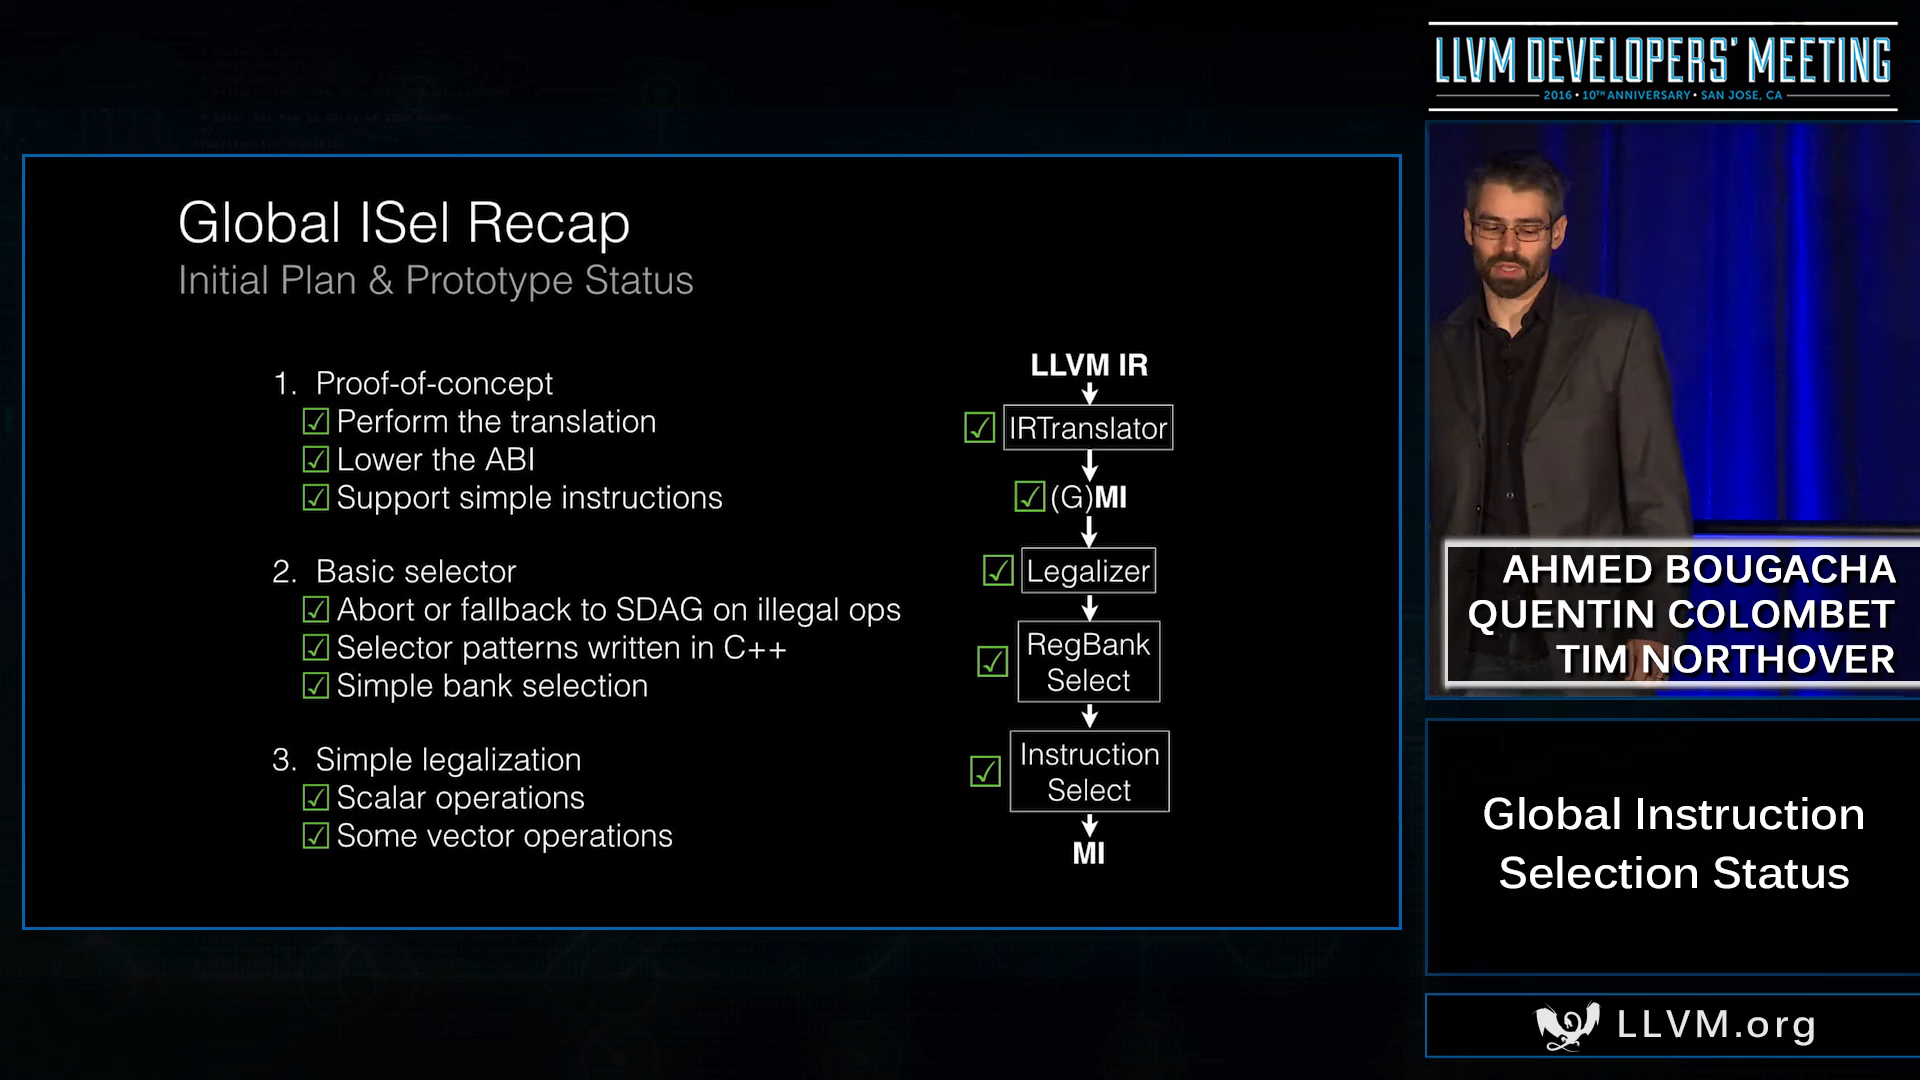 LLVM DEVELOPERS' MEETING
2016 • 10TH ANNIVERSARY • SAN JOSE, CA
Global ISel Recap
Initial Plan & Prototype Status
1. Proof-of-concept
☑ Perform the translation
☑ Lower the ABI
☑ Support simple instructions
2. Basic selector
☑ Abort or fallback to SDAG on illegal ops
☑ Selector patterns written in C++
☑ Simple bank selection
3. Simple legalization
☑ Scalar operations
☑ Some vector operations
LLVM IR
☑ IRTranslator
☑ (G)MI
☑ Legalizer
☑ RegBank
Select
☑ Instruction
Select
MI
AHMED BOUGACHA
QUENTIN COLOMBET
TIM NORTHOVER
Global Instruction
Selection Status
LLVM.org